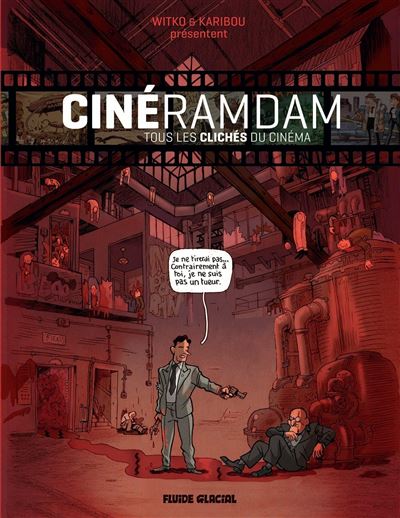 WITKO & KARIBOU
présentent
CINÉRAMDAM
TOUS LES CLICHÉS DU CINÉMA
Je ne tirerai pas...
Contrairement à
toi, je ne suis
pas un tueur.
FLUIDE GLACIAL